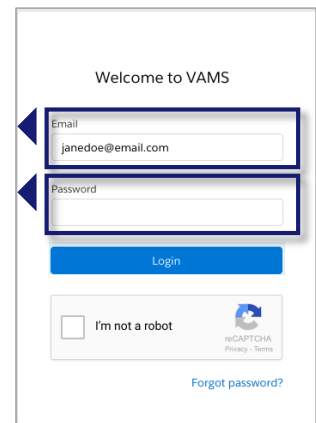 Welcome to VAMS
Email
janedoe@email.com
Password
Login
I'm not a robot
reCAPTCHA
Privacy - Terms
Forgot password?